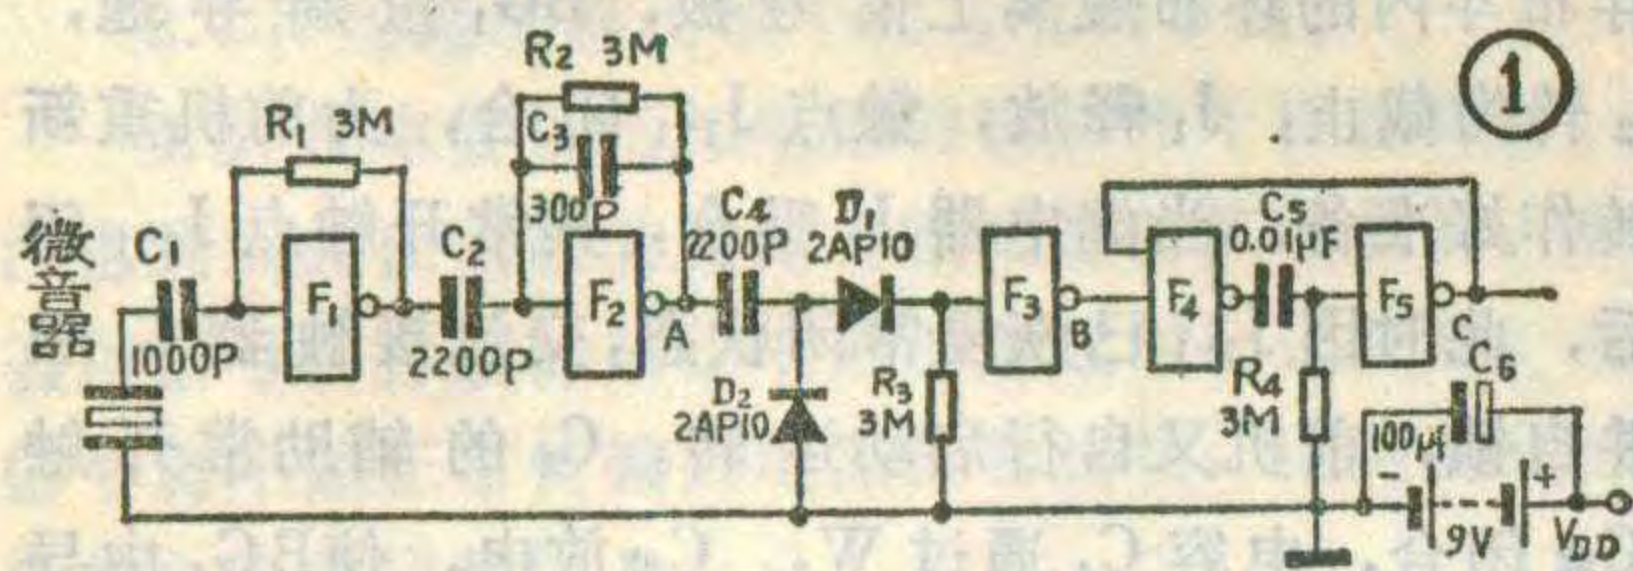 ①
R2 3M
R1 3M
C3
300P
微音器
C1
1000P
F1
C2
2200P
F2
A
C4
2200P
D1
2AP10
D2
2AP10
R3
3M
F3
B
F4
C5
0.01μF
R4
3M
F5
C
C6
100μf
- +
9V
VDD